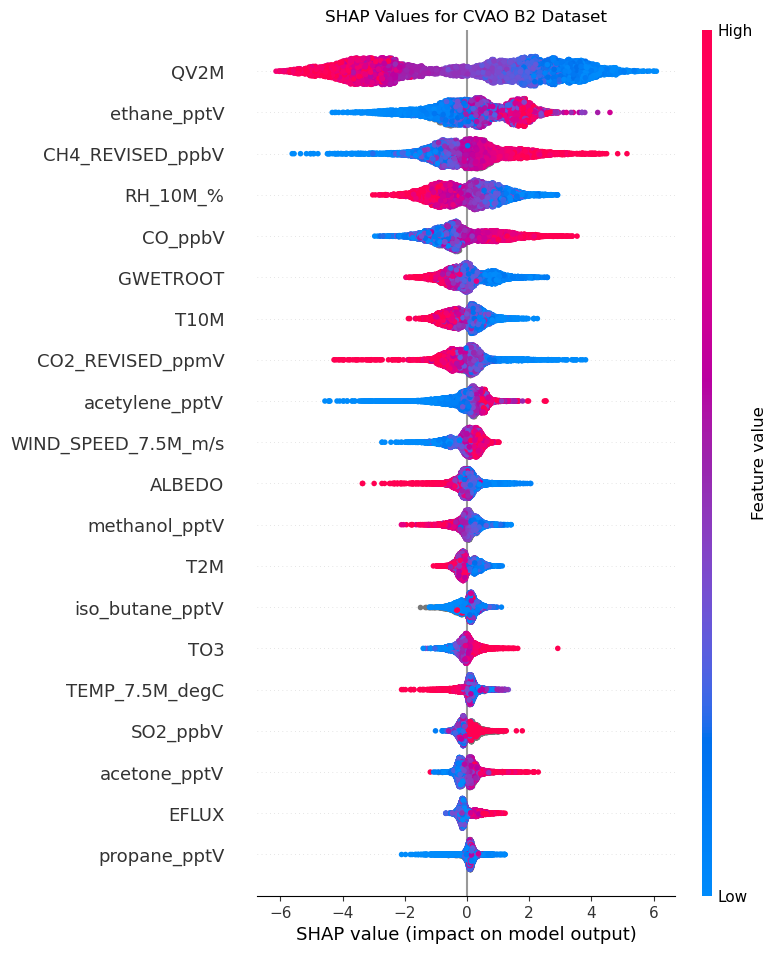 SHAP Values for CVAO B2 Dataset
High
QV2M
ethane_pptV
CH4_REVISED_ppbV
RH_10M_%
CO_ppbV
GWETROOT
T10M
CO2_REVISED_ppmV
acetylene_pptV
WIND_SPEED_7.5M_m/s
ALBEDO
methanol_pptV
T2M
iso_butane_pptV
TO3
TEMP_7.5M_degC
SO2_ppbV
acetone_pptV
EFLUX
propane_pptV
Feature value
Low
−6 −4 −2 0 2 4 6
SHAP value (impact on model output)